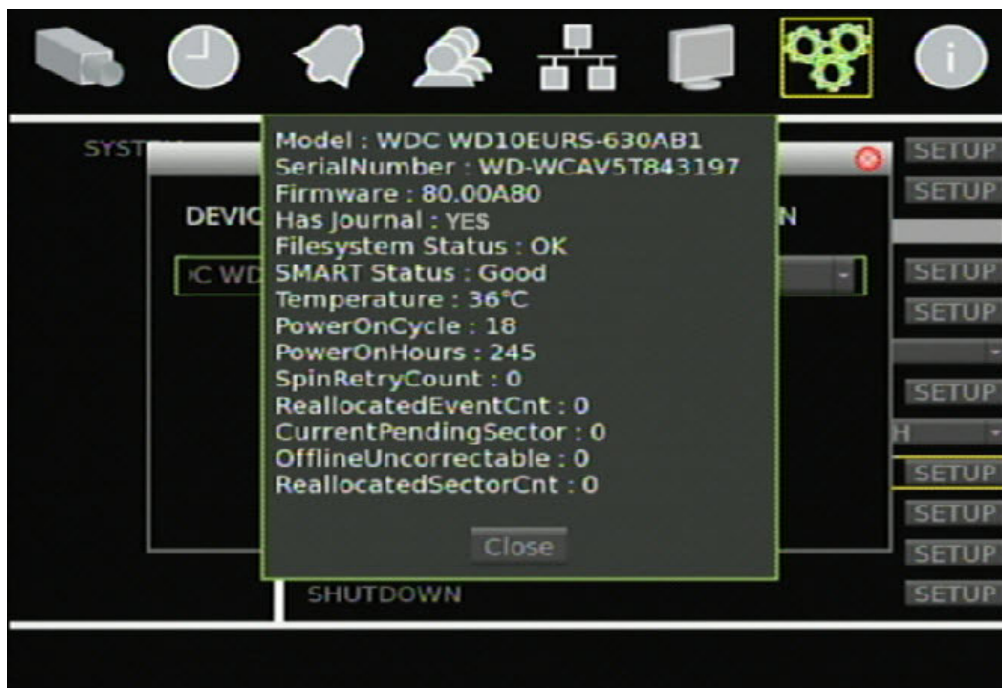 Model : WDC WD10EURS-630AB1
SerialNumber : WD-WCAV5T843197
Firmware : 80.00A80
Has Journal : YES
Filesystem Status : OK
SMART Status : Good
Temperature : 36°C
PowerOnCycle : 18
PowerOnHours : 245
SpinRetryCount : 0
ReallocatedEventCnt : 0
CurrentPendingSector : 0
OfflineUncorrectable : 0
ReallocatedSectorCnt : 0
Close
SYST
DEVIC
N
C WD
SETUP
SETUP
SETUP
SETUP
SETUP
H
SETUP
SETUP
SETUP
SHUTDOWN
SETUP